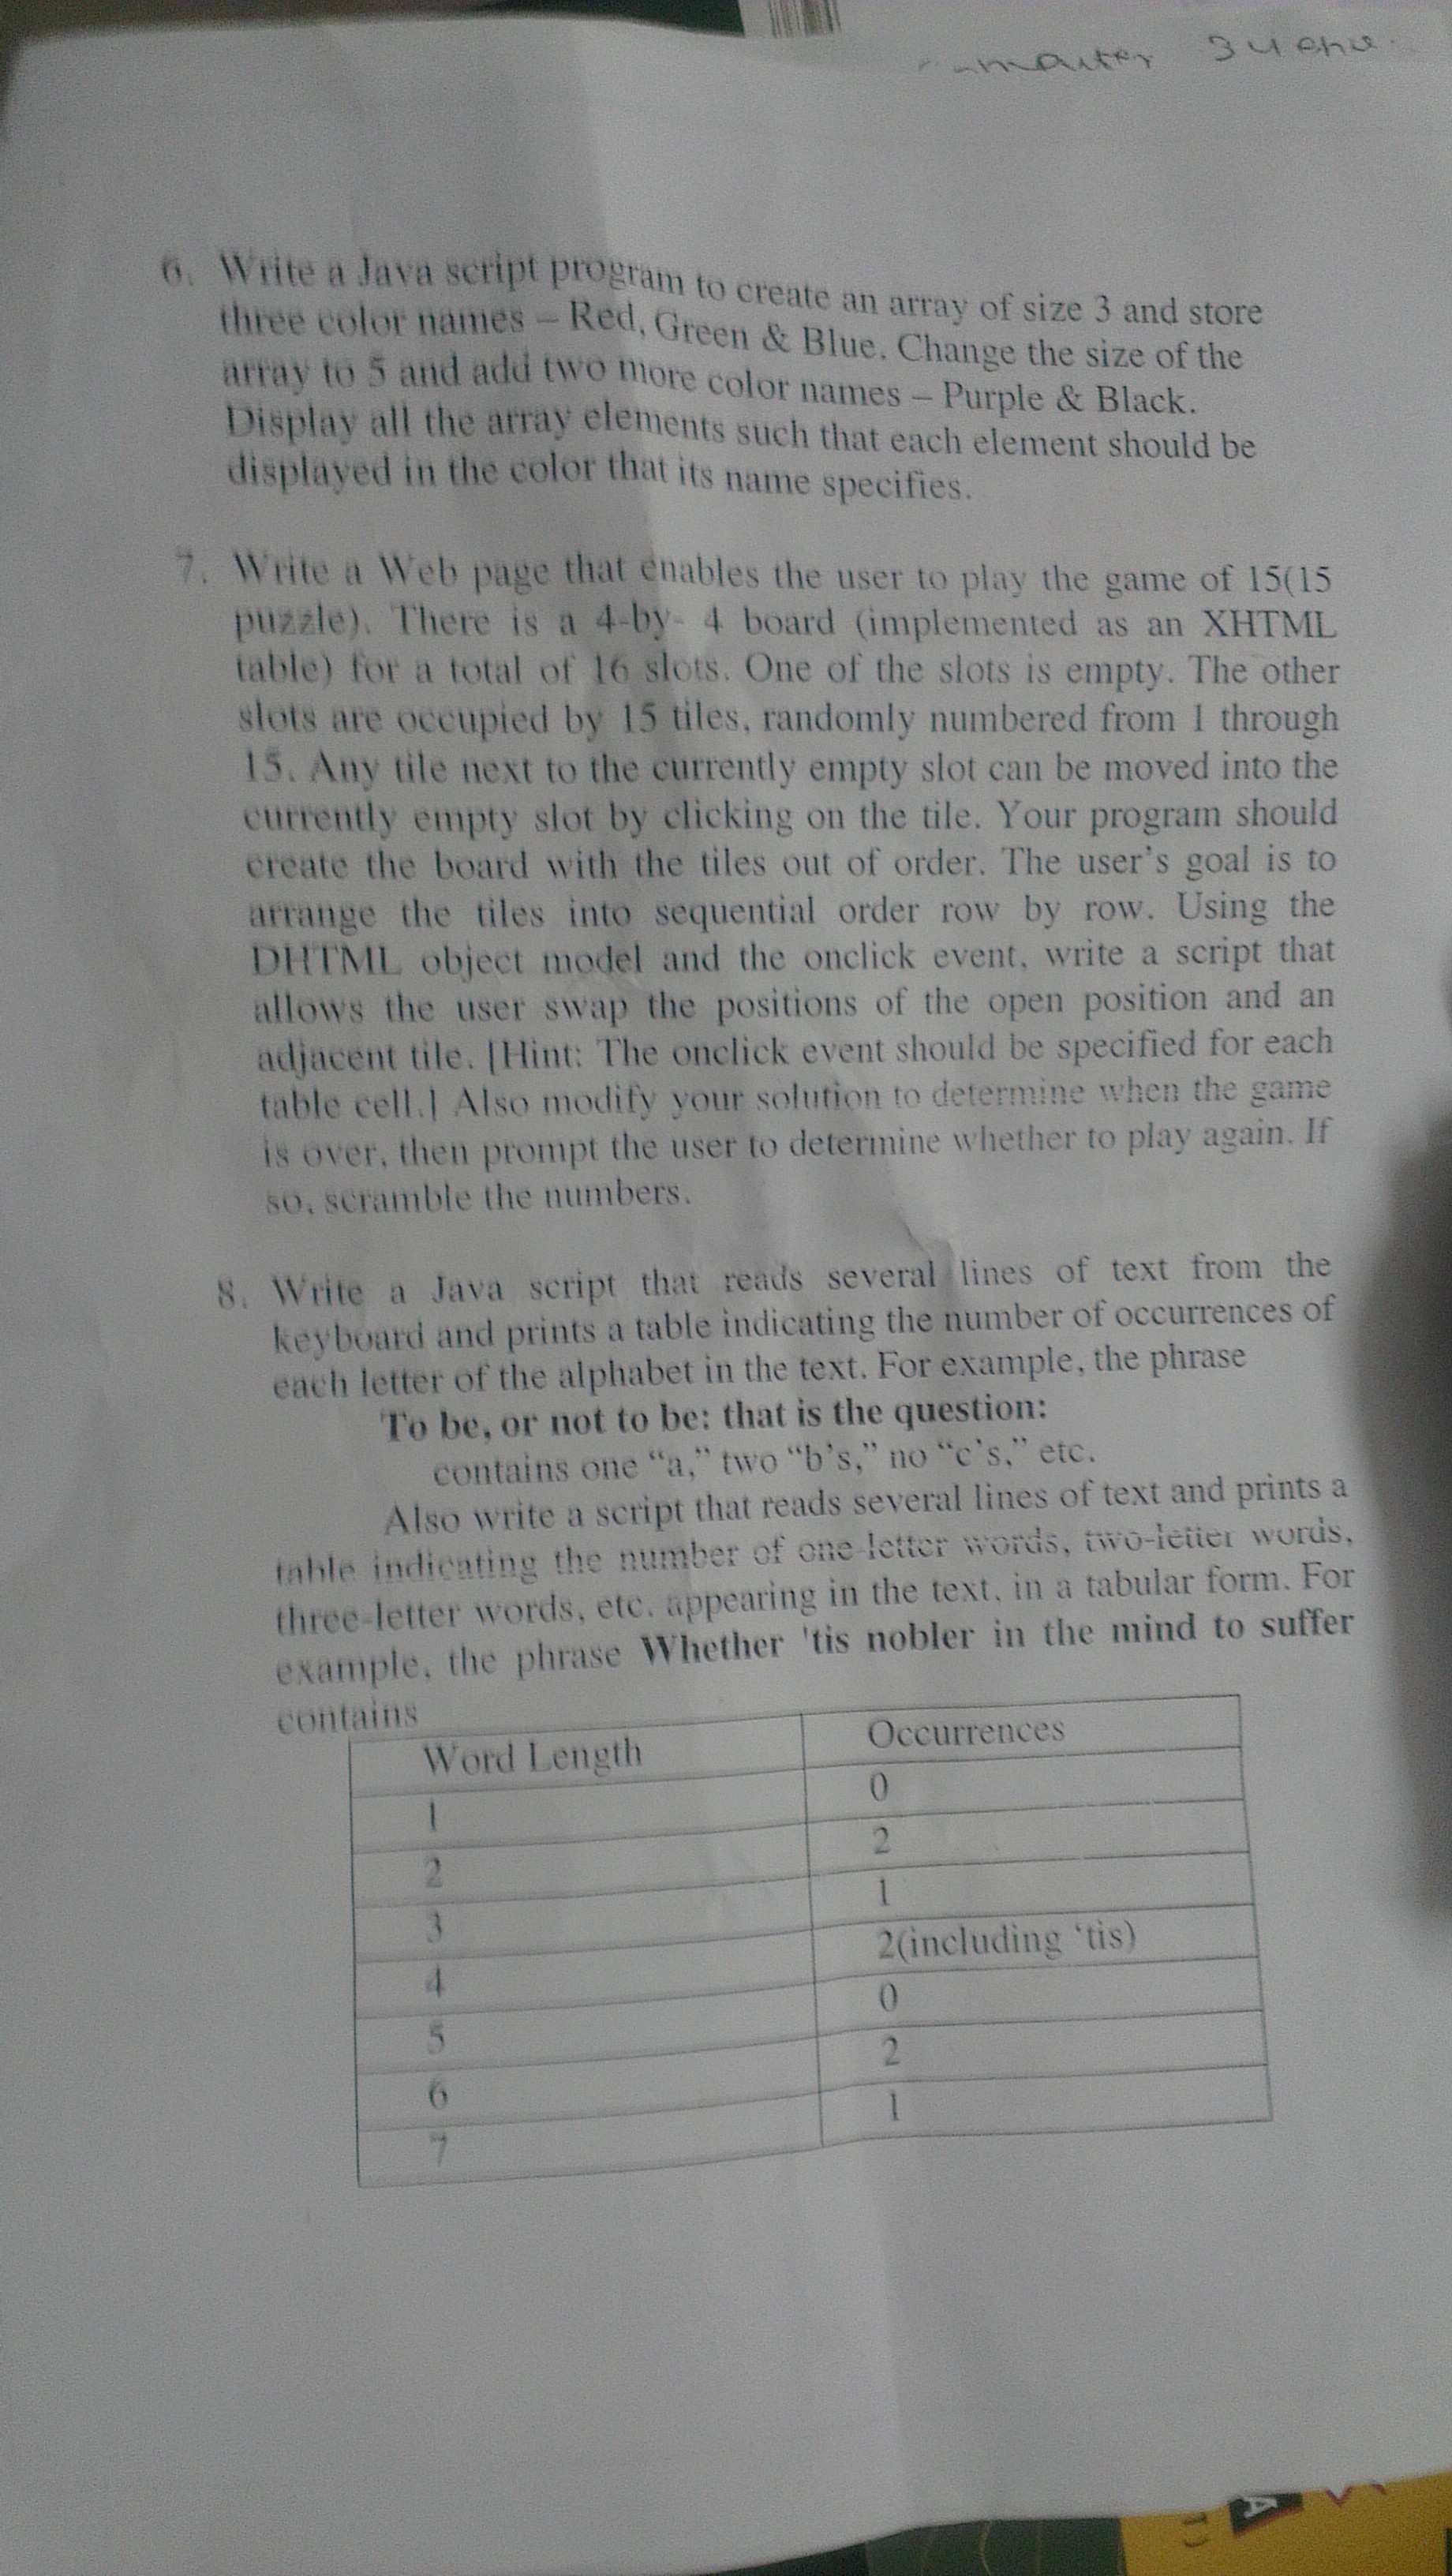 6. Write a Java script program to create an array of size 3 and store
three color names – Red, Green & Blue. Change the size of the
array to 5 and add two more color names – Purple & Black.
Display all the array elements such that each element should be
displayed in the color that its name specifies.
7. Write a Web page that enables the user to play the game of 15(15
puzzle). There is a 4-by- 4 board (implemented as an XHTML
table) for a total of 16 slots. One of the slots is empty. The other
slots are occupied by 15 tiles, randomly numbered from 1 through
15. Any tile next to the currently empty slot can be moved into the
currently empty slot by clicking on the tile. Your program should
create the board with the tiles out of order. The user's goal is to
arrange the tiles into sequential order row by row. Using the
DHTML object model and the onclick event, write a script that
allows the user swap the positions of the open position and an
adjacent tile. [Hint: The onclick event should be specified for each
table cell.] Also modify your solution to determine when the game
is over, then prompt the user to determine whether to play again. If
so, scramble the numbers.
8. Write a Java script that reads several lines of text from the
keyboard and prints a table indicating the number of occurrences of
each letter of the alphabet in the text. For example, the phrase
To be, or not to be: that is the question:
contains one “a,” two “b’s,” no “c’s,” etc.
Also write a script that reads several lines of text and prints a
table indicating the number of one-letter words, two-letter words,
three-letter words, etc. appearing in the text, in a tabular form. For
example, the phrase Whether 'tis nobler in the mind to suffer
contains
Word Length Occurrences
1 0
2 2
3 1
4 2(including ‘tis)
5 0
6 2
7 1
A